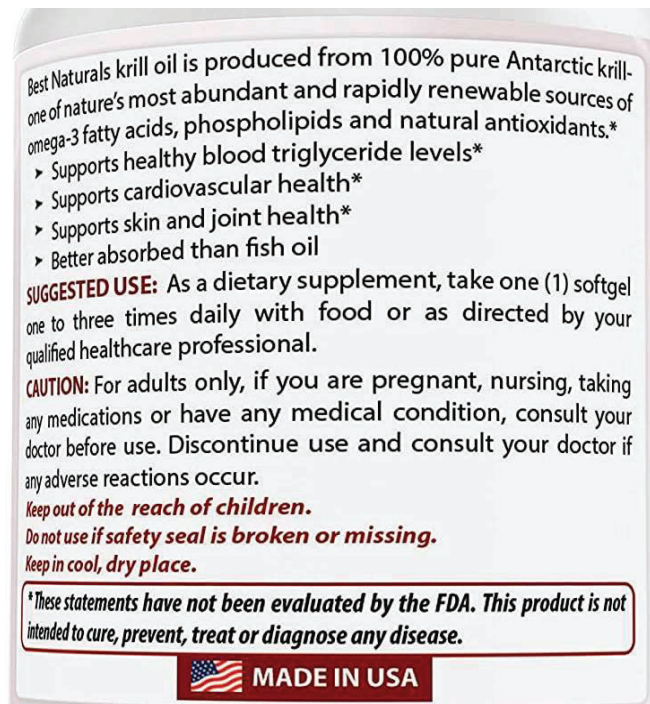 Best Naturals krill oil is produced from 100% pure Antarctic krill-
one of nature's most abundant and rapidly renewable sources of
omega-3 fatty acids, phospholipids and natural antioxidants.*
➤ Supports healthy blood triglyceride levels*
➤ Supports cardiovascular health*
➤ Supports skin and joint health*
➤ Better absorbed than fish oil
SUGGESTED USE: As a dietary supplement, take one (1) softgel
one to three times daily with food or as directed by your
qualified healthcare professional.
CAUTION: For adults only, if you are pregnant, nursing, taking
any medications or have any medical condition, consult your
doctor before use. Discontinue use and consult your doctor if
any adverse reactions occur.
Keep out of the reach of children.
Do not use if safety seal is broken or missing.
Keep in cool, dry place.
*These statements have not been evaluated by the FDA. This product is not
intended to cure, prevent, treat or diagnose any disease.
MADE IN USA